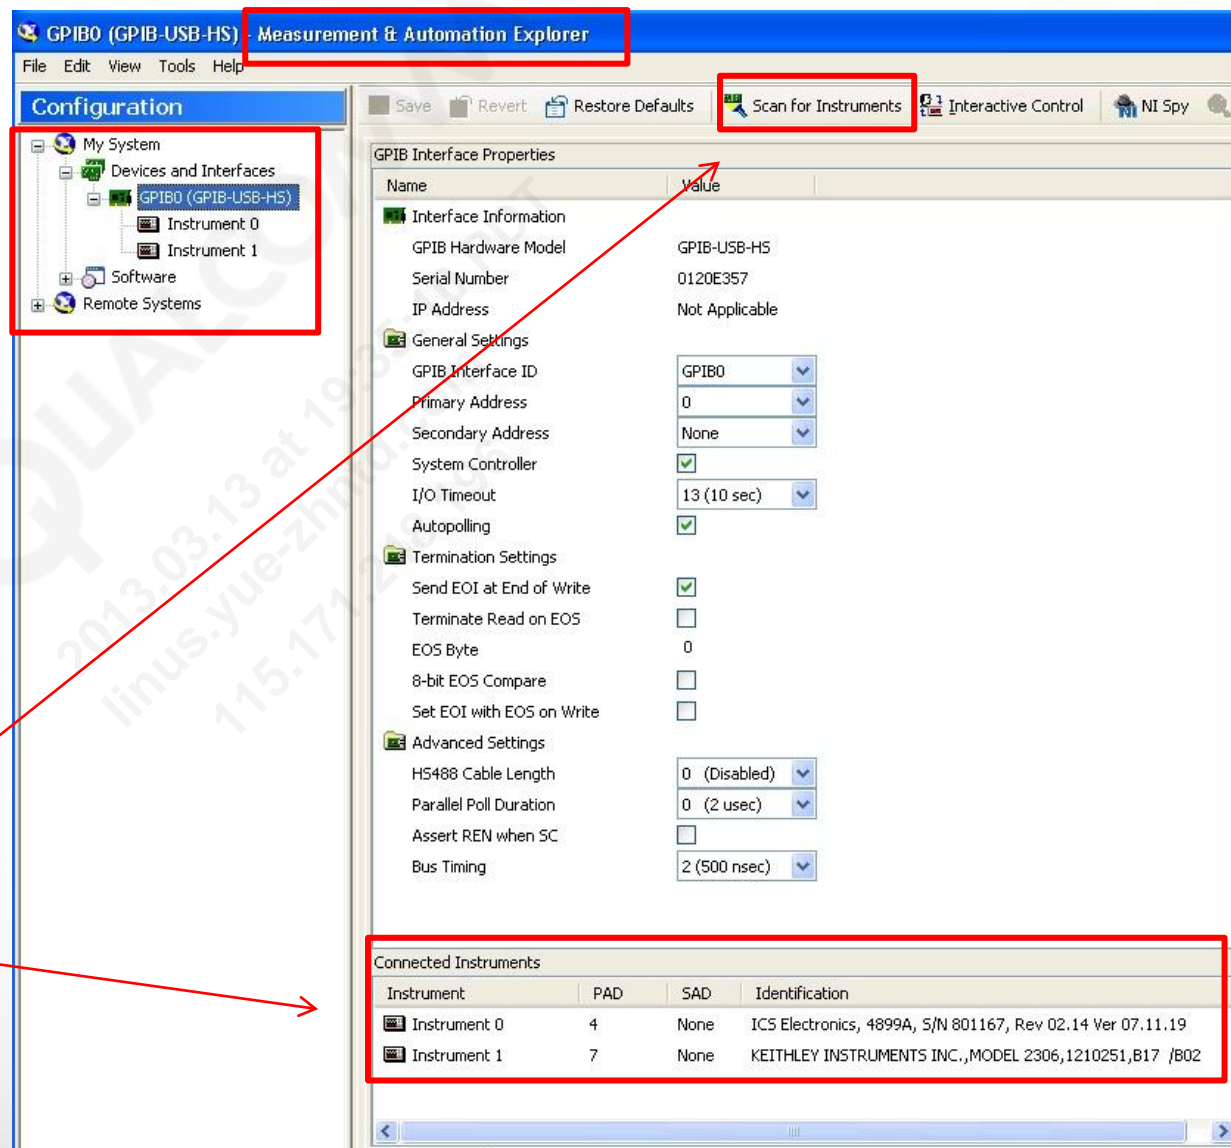 GPIB0 (GPIB-USB-HS) - Measurement & Automation Explorer
File Edit View Tools Help
Configuration
Save Revert Restore Defaults Scan for Instruments Interactive Control NI Spy
My System
Devices and Interfaces
GPIB0 (GPIB-USB-HS)
Instrument 0
Instrument 1
Software
Remote Systems
GPIB Interface Properties
Name Value
Interface Information
GPIB Hardware Model GPIB-USB-HS
Serial Number 0120E357
IP Address Not Applicable
General Settings
GPIB Interface ID GPIB0
Primary Address 0
Secondary Address None
System Controller
I/O Timeout 13 (10 sec)
Autopolling
Termination Settings
Send EOI at End of Write
Terminate Read on EOS
EOS Byte 0
8-bit EOS Compare
Set EOI with EOS on Write
Advanced Settings
HS488 Cable Length 0 (Disabled)
Parallel Poll Duration 0 (2 usec)
Assert REN when SC
Bus Timing 2 (500 nsec)
Connected Instruments
Instrument PAD SAD Identification
Instrument 0 4 None ICS Electronics, 4899A, S/N 801167, Rev 02.14 Ver 07.11.19
Instrument 1 7 None KEITHLEY INSTRUMENTS INC.,MODEL 2306,1210251,B17 /B02
QUALCO
2013.03.13 at 19:35 PDT